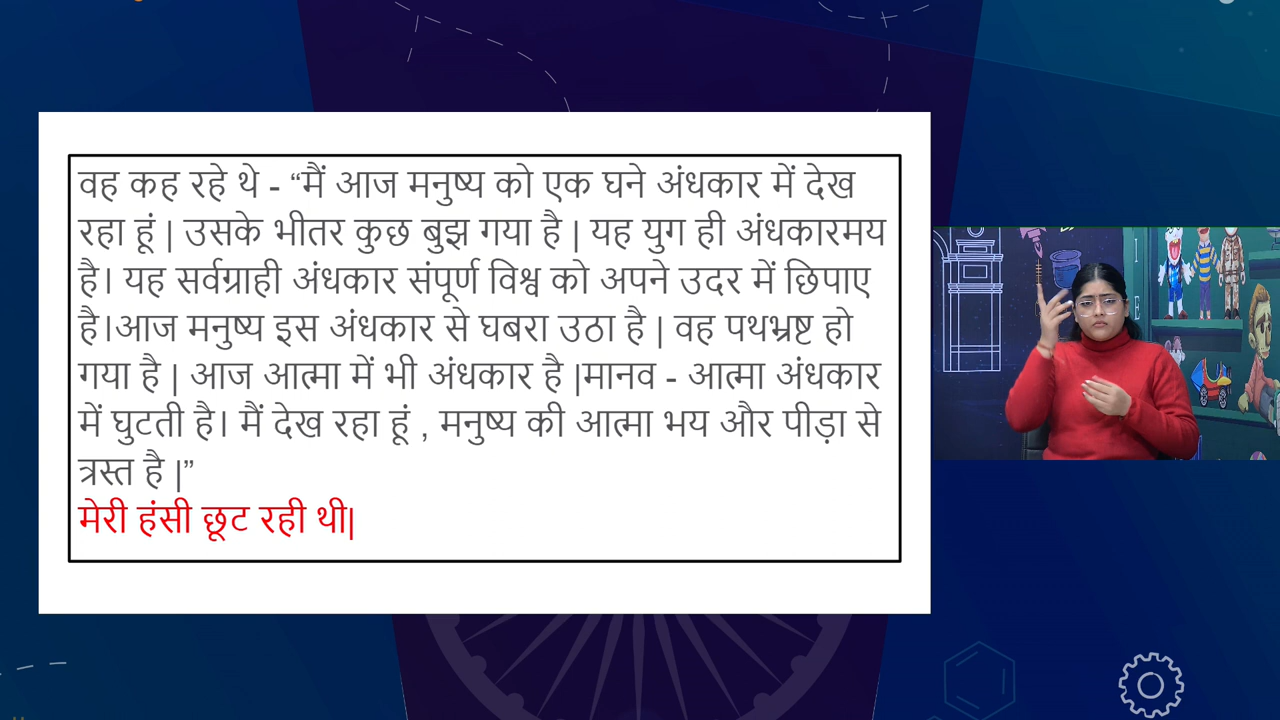 वह कह रहे थे - “मैं आज मनुष्य को एक घने अंधकार में देख
रहा हूं | उसके भीतर कुछ बुझ गया है | यह युग ही अंधकारमय
है। यह सर्वग्राही अंधकार संपूर्ण विश्व को अपने उदर में छिपाए
है।आज मनुष्य इस अंधकार से घबरा उठा है | वह पथभ्रष्ट हो
गया है | आज आत्मा में भी अंधकार है |मानव - आत्मा अंधकार
में घुटती है। मैं देख रहा हूं , मनुष्य की आत्मा भय और पीड़ा से
त्रस्त है |”
मेरी हंसी छूट रही थी|